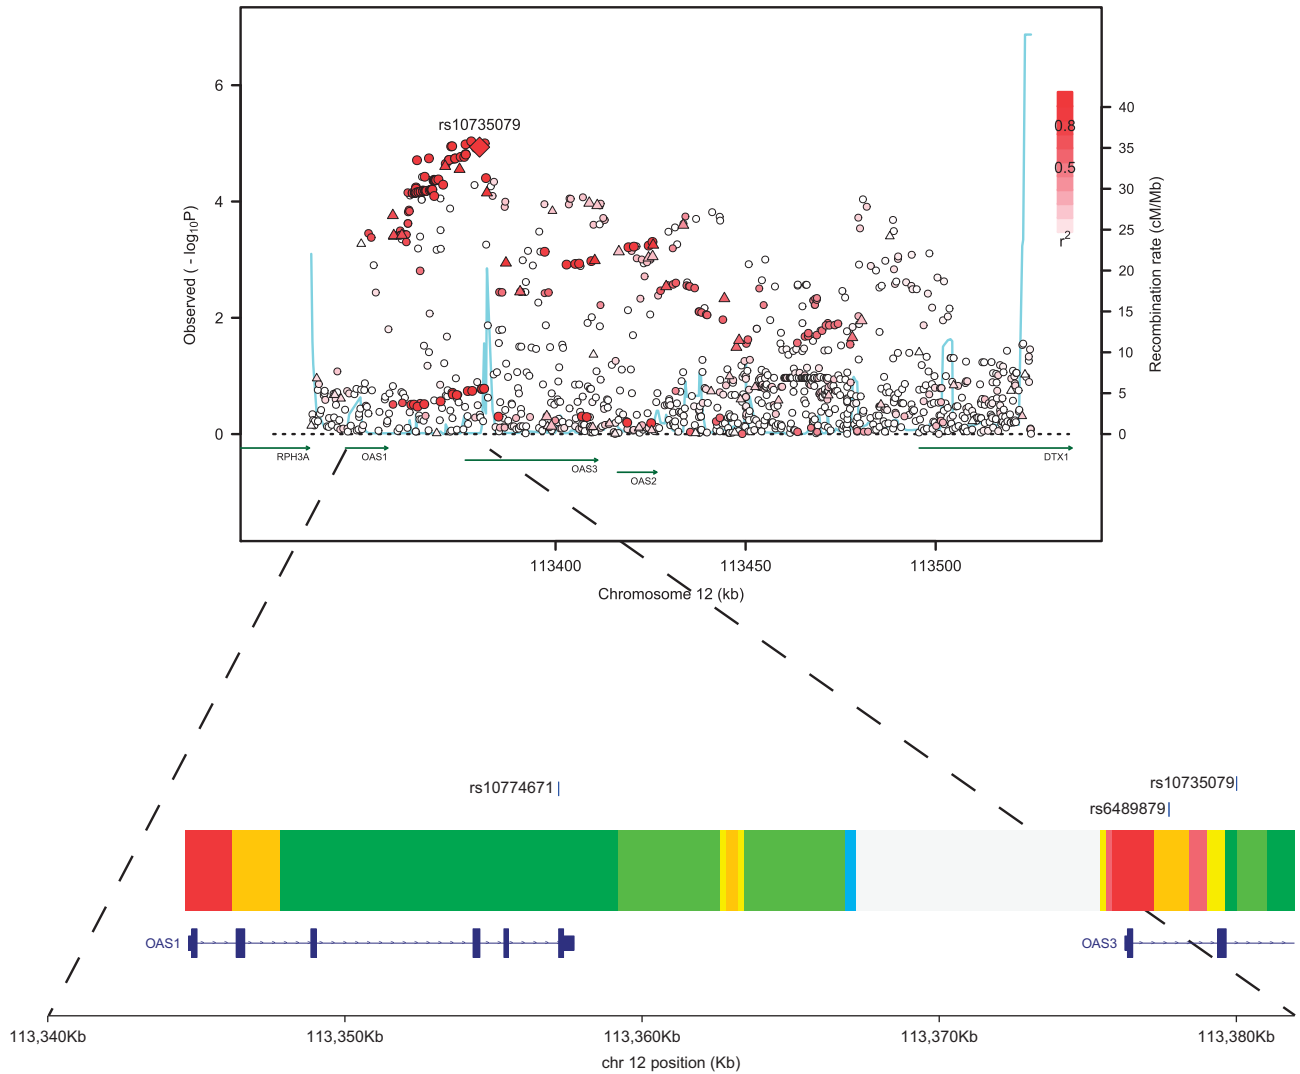 rs10735079
Observed ( - log10P)
6
4
2
0
40
35
30
25
20
15
10
5
0
Recombination rate (cM/Mb)
0.8
0.5
r2
RPH3A
OAS1
OAS3
OAS2
DTX1
113400
113450
113500
Chromosome 12 (kb)
rs10774671
rs10735079
rs6489879
OAS1
OAS3
113,340Kb
113,350Kb
113,360Kb
113,370Kb
113,380Kb
chr 12 position (Kb)